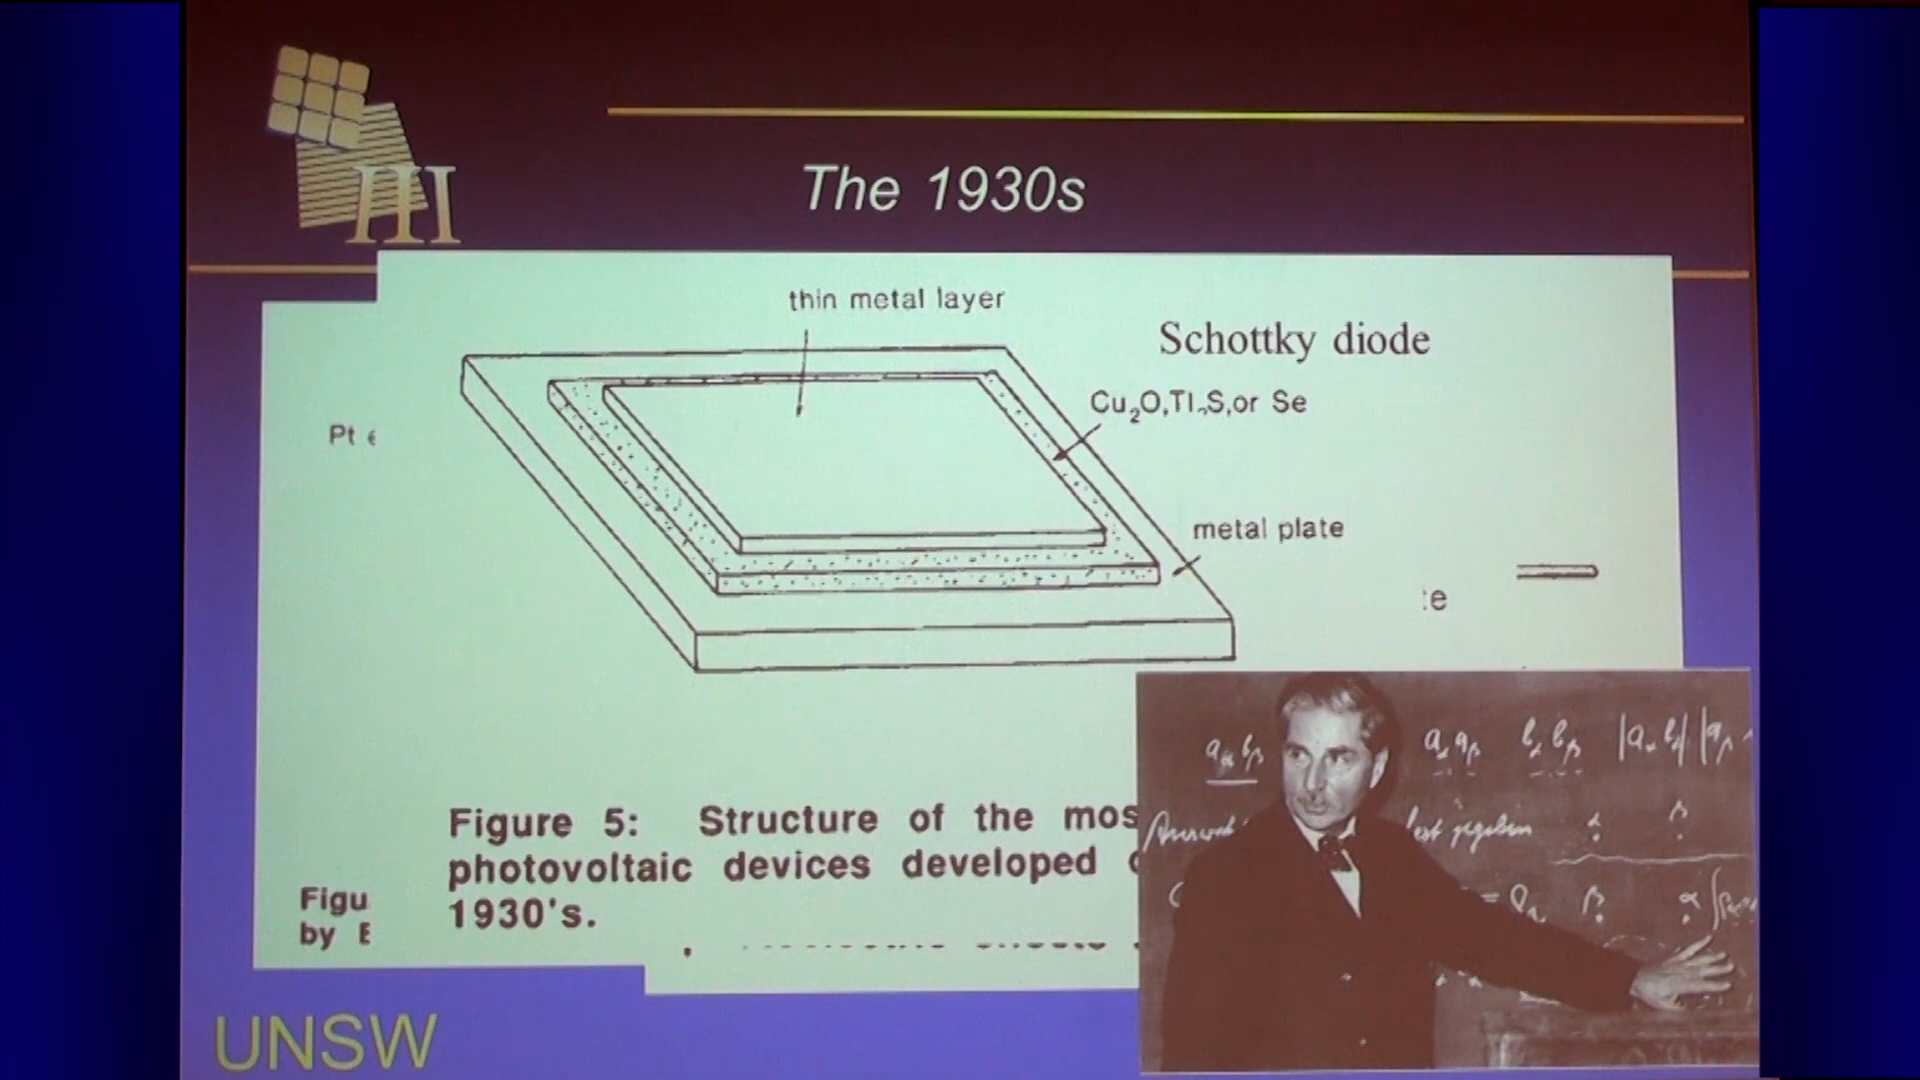 III
The 1930s
thin metal layer
Schottky diode
Cu₂O,Tl₂S,or Se
Pt
metal plate
:e
Figure 5: Structure of the mos
photovoltaic devices developed
1930's.
Figu
by E
UNSW